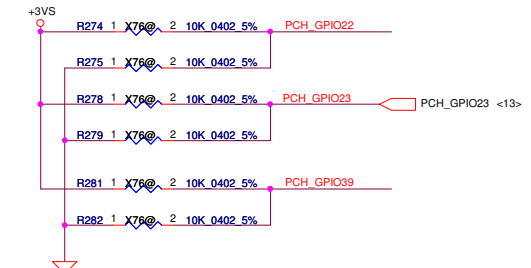 +3VS
R274 1 X76@ 2 10K_0402_5% PCH_GPIO22
R275 1 X76@ 2 10K_0402_5%
R278 1 X76@ 2 10K_0402_5% PCH_GPIO23 PCH_GPIO23 <13>
R279 1 X76@ 2 10K_0402_5%
R281 1 X76@ 2 10K_0402_5% PCH_GPIO39
R282 1 X76@ 2 10K_0402_5%